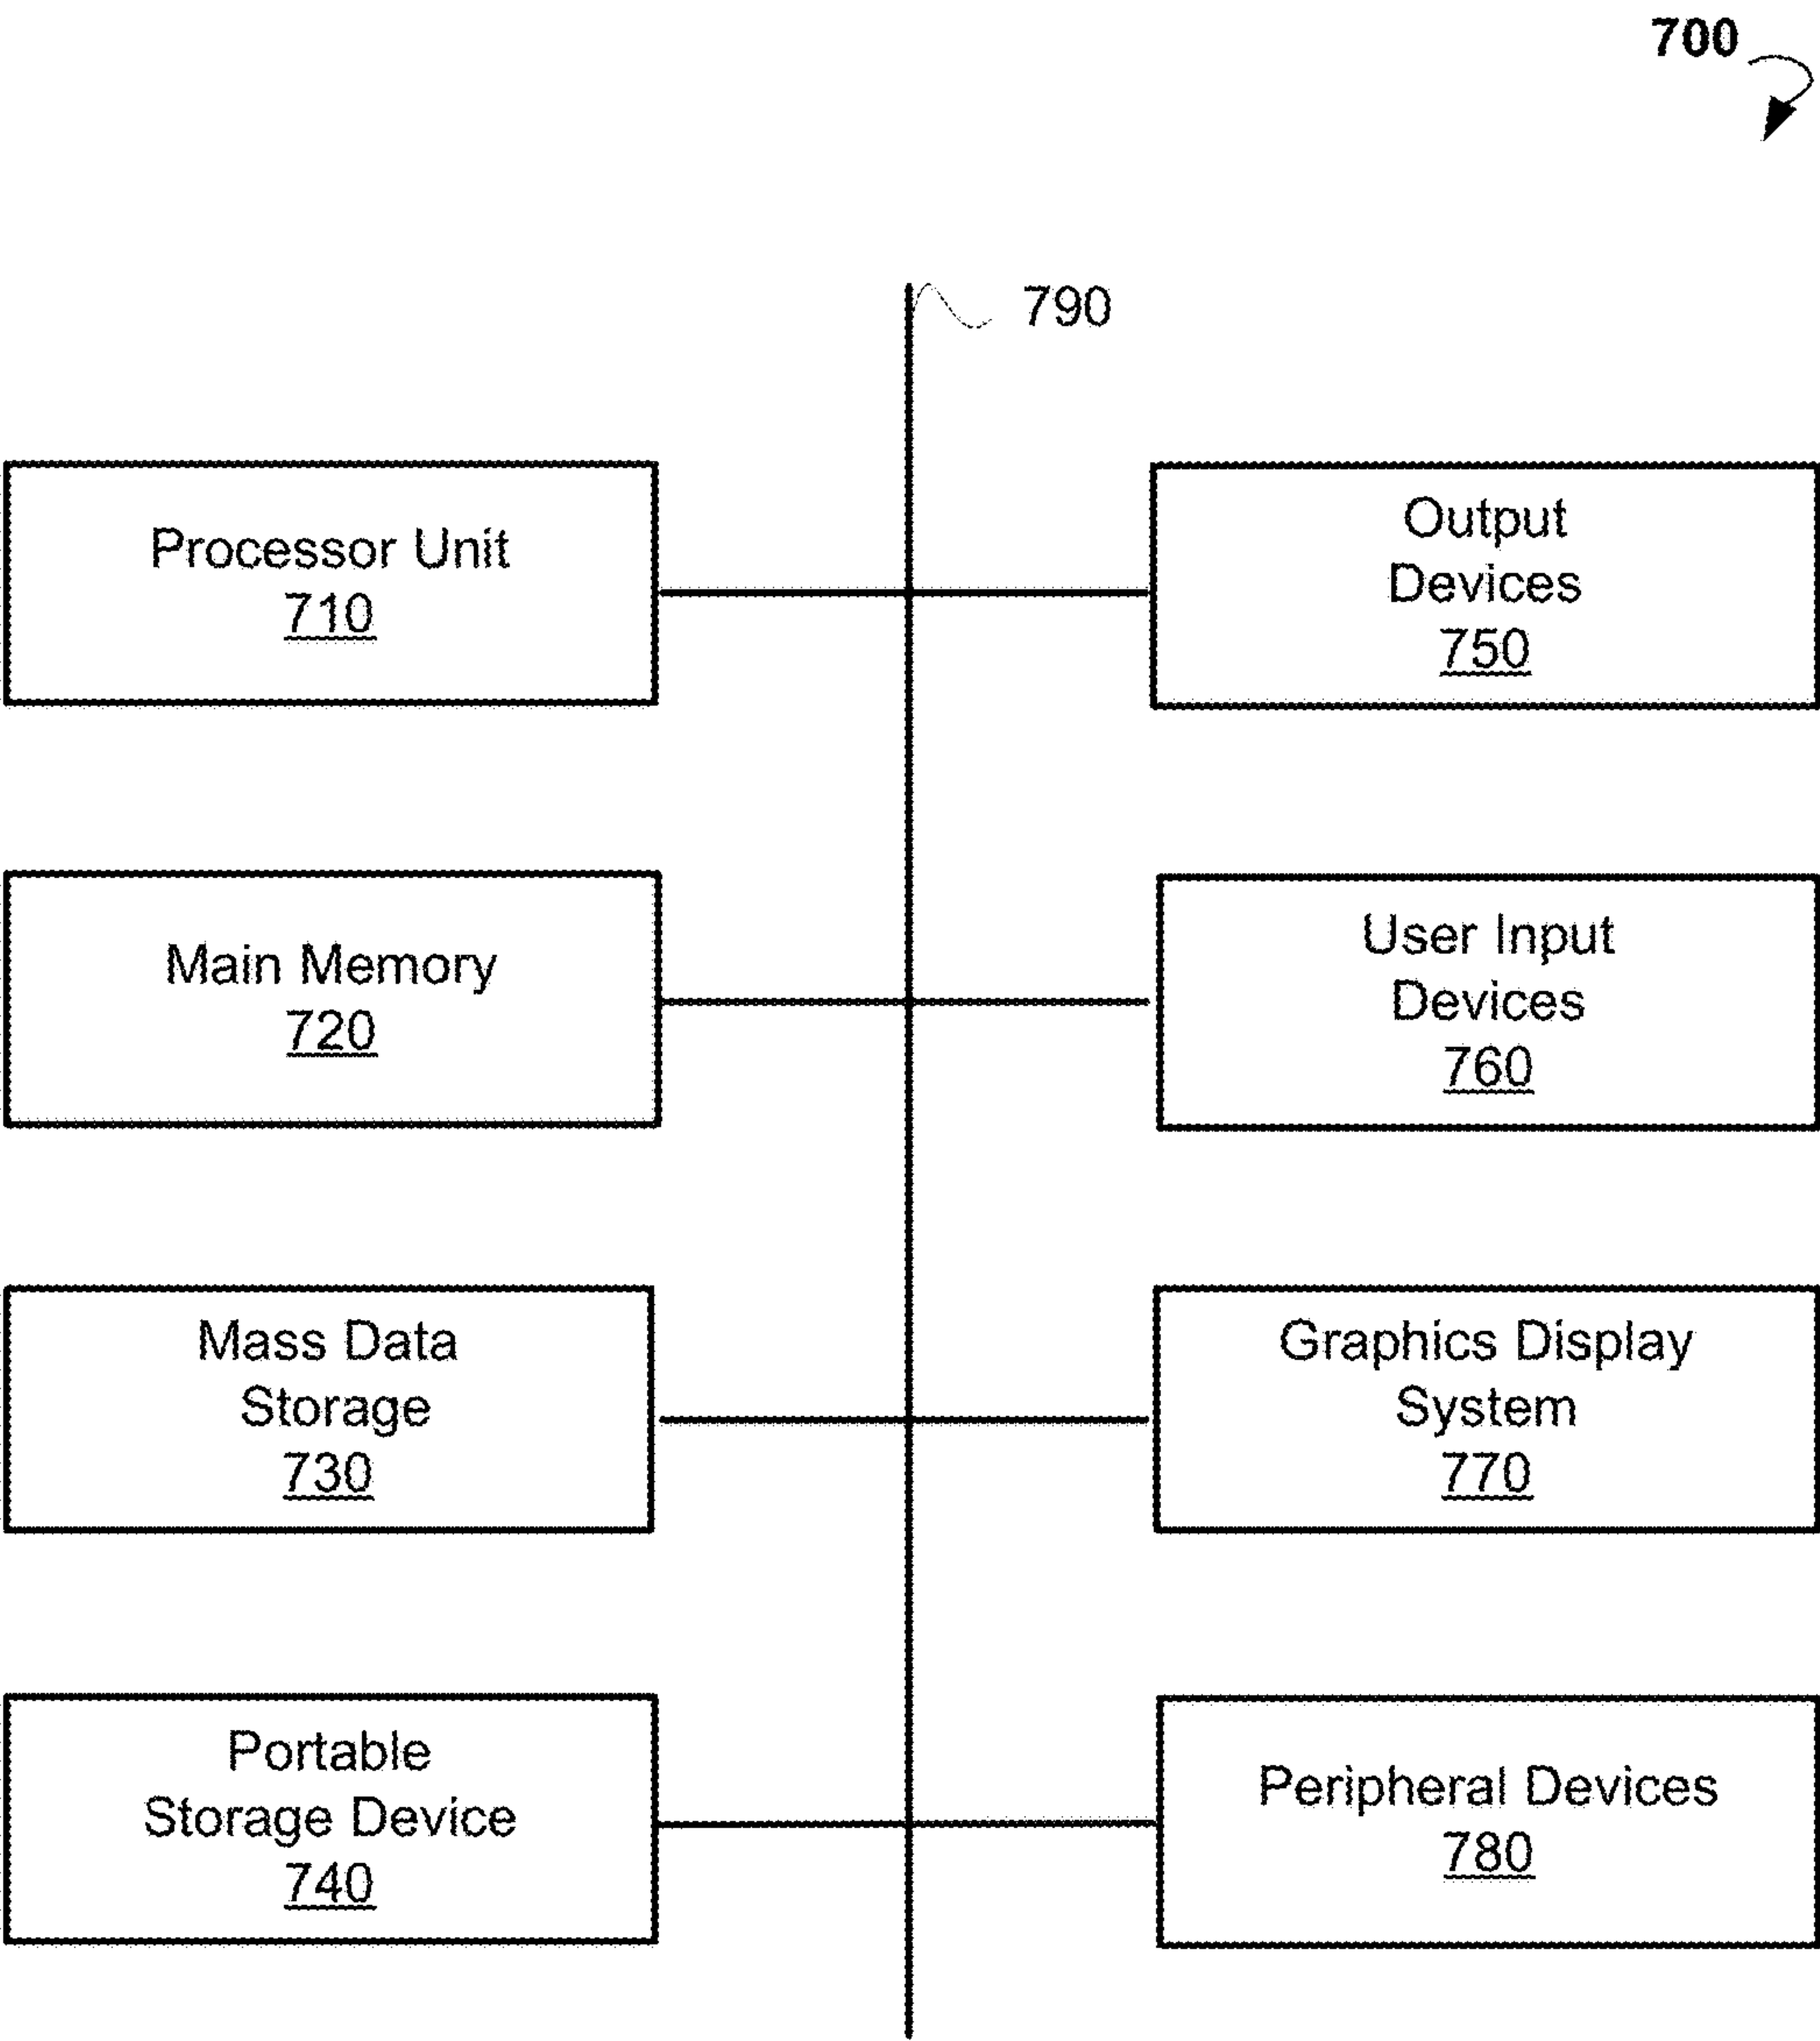 700
790
Processor Unit
710
Output
Devices
750
Main Memory
720
User Input
Devices
760
Mass Data
Storage
730
Graphics Display
System
770
Portable
Storage Device
740
Peripheral Devices
780